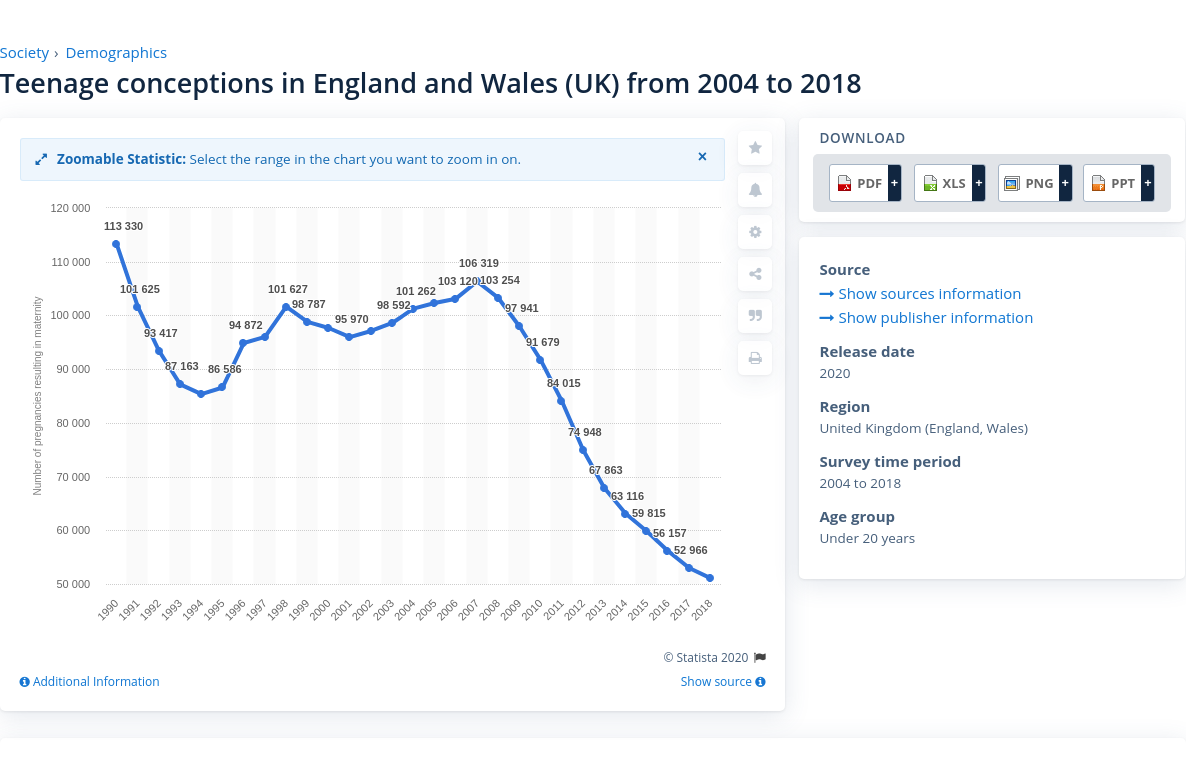 Society › Demographics
Teenage conceptions in England and Wales (UK) from 2004 to 2018
Zoomable Statistic: Select the range in the chart you want to zoom in on. ×
120 000
110 000
100 000
90 000
80 000
70 000
60 000
50 000
Number of pregnancies resulting in maternity
113 330
101 625
93 417
87 163
86 586
94 872
101 627
98 787
95 970
98 592
101 262
103 120
106 319
103 254
97 941
91 679
84 015
74 948
67 863
63 116
59 815
56 157
52 966
1990 1991 1992 1993 1994 1995 1996 1997 1998 1999 2000 2001 2002 2003 2004 2005 2006 2007 2008 2009 2010 2011 2012 2013 2014 2015 2016 2017 2018
© Statista 2020
Additional Information
Show source
DOWNLOAD
PDF + XLS + PNG + PPT +
Source
Show sources information
Show publisher information
Release date
2020
Region
United Kingdom (England, Wales)
Survey time period
2004 to 2018
Age group
Under 20 years